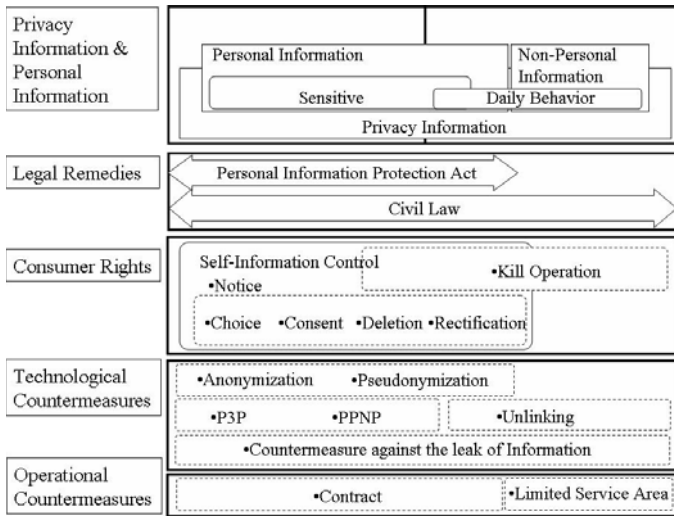 Privacy
Information &
Personal
Information
Personal Information
Non-Personal
Information
Sensitive
Daily Behavior
Privacy Information
Legal Remedies
Personal Information Protection Act
Civil Law
Consumer Rights
Self-Information Control
•Kill Operation
•Notice
•Choice •Consent •Deletion •Rectification
Technological
Countermeasures
•Anonymization •Pseudonymization
•P3P •PPNP •Unlinking
•Countermeasure against the leak of Information
Operational
Countermeasures
•Contract
•Limited Service Area